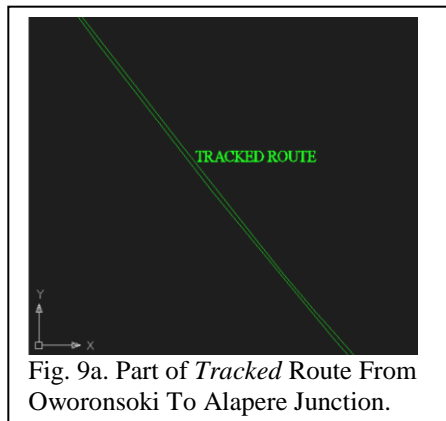 TRACKED ROUTE
Y
X
Fig. 9a. Part of Tracked Route From
Oworonsoki To Alapere Junction.